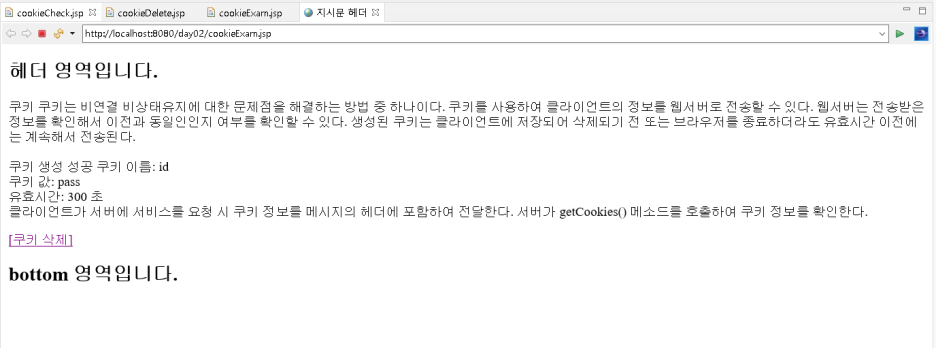 cookieCheck.jsp cookieDelete.jsp cookieExam.jsp 지시문 헤더
http://localhost:8080/day02/cookieExam.jsp
헤더 영역입니다.
쿠키 쿠키는 비연결 비상태유지에 대한 문제점을 해결하는 방법 중 하나이다. 쿠키를 사용하여 클라이언트의 정보를 웹서버로 전송할 수 있다. 웹서버는 전송받은
정보를 확인해서 이전과 동일인인지 여부를 확인할 수 있다. 생성된 쿠키는 클라이언트에 저장되어 삭제되기 전 또는 브라우저를 종료하더라도 유효시간 이전에
는 계속해서 전송된다.
쿠키 생성 성공 쿠키 이름: id
쿠키 값: pass
유효시간: 300 초
클라이언트가 서버에 서비스를 요청 시 쿠키 정보를 메시지의 헤더에 포함하여 전달한다. 서버가 getCookies() 메소드를 호출하여 쿠키 정보를 확인한다.
[쿠키 삭제]
bottom 영역입니다.